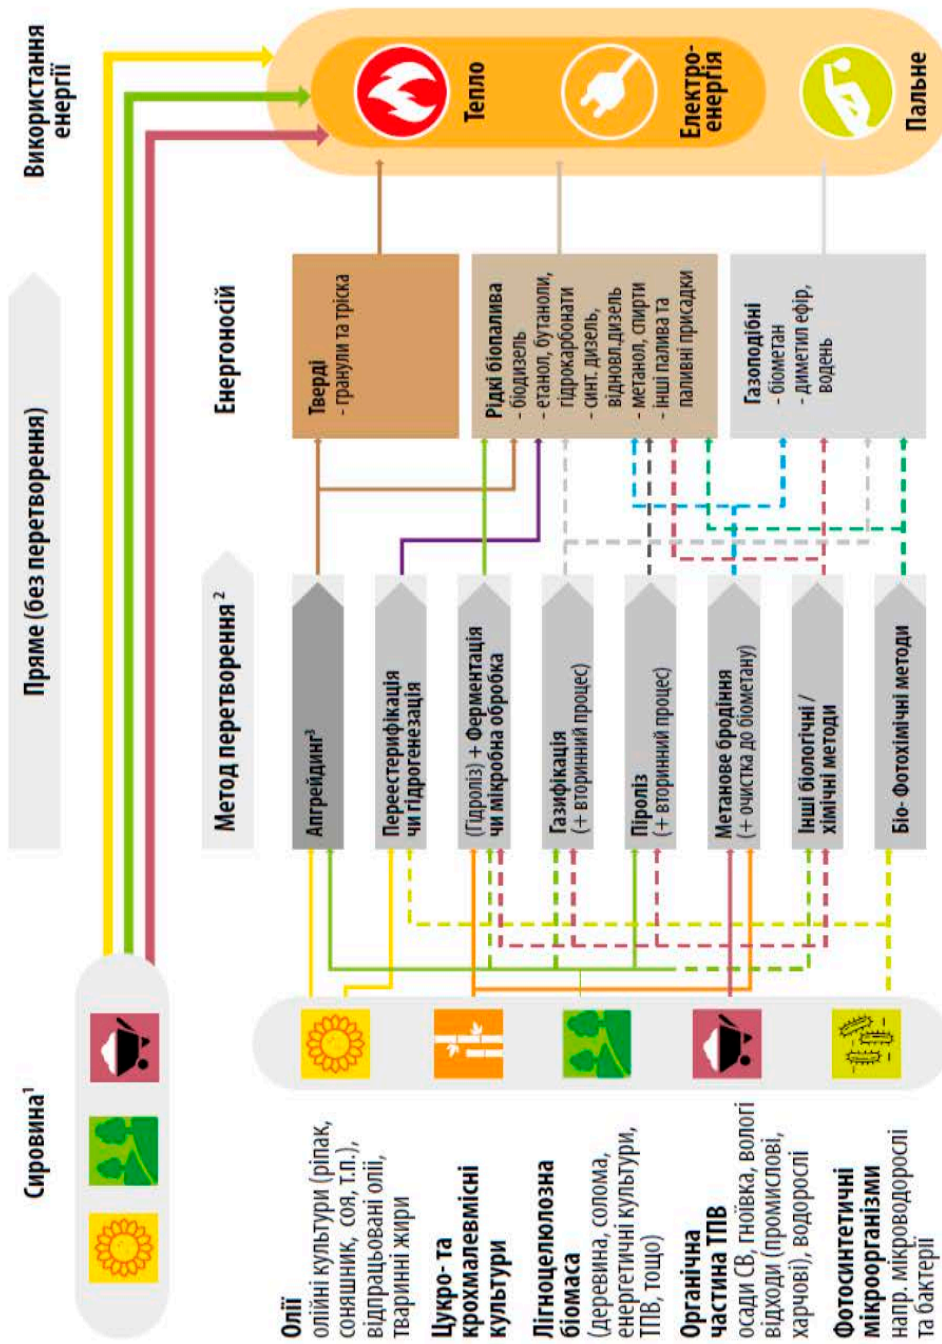 Сировина¹
Пряме (без перетворення)
Використання
енергії
Метод перетворення ²
Енергоносій
Олії
олійні культури (ріпак,
соняшник, соя, т.п.),
відпрацьовані олії,
тваринні жири
Цукро- та
крохмалевмісні
культури
Лігноцелюлозна
біомаса
(деревина, солома,
енергетичні культури,
ТПВ, тощо)
Органічна
частина ТПВ
осади СВ, гноївка, вологі
відходи (промислові,
харчові), водорослі
Фотосинтетичні
мікроорганізми
напр. мікроводорослі
та бактерії
Апгрейдинг³
Переестерифікація
чи гідрогенезація
(Гідроліз) + Ферментація
чи мікробна обробка
Газифікація
(+ вторинний процес)
Піроліз
(+ вторинний процес)
Метанове бродіння
(+ очистка до біометану)
Інші біологічні /
хімічні методи
Біо- Фотохімічні методи
Тверді
- гранули та тріска
Рідкі біопалива
- біодизель
- етанол, бутаноли,
гідрокарбонати
- синт. дизель,
відновл.дизель
- метанол, спирти
- інші палива та
паливні присадки
Газоподібні
- біометан
- диметил ефір,
водень
Тепло
Електро-
енергія
Пальне